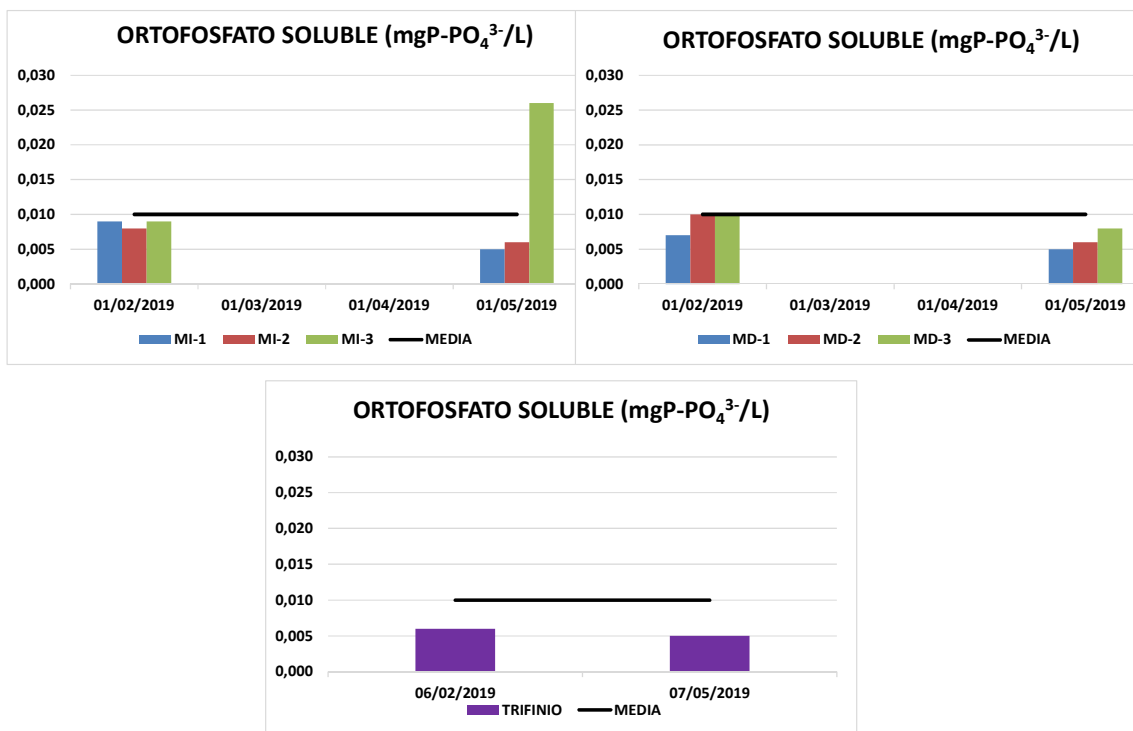 ORTOFOSFATO SOLUBLE (mgP-PO₄³⁻/L)
0,030
0,025
0,020
0,015
0,010
0,005
0,000
01/02/2019 01/03/2019 01/04/2019 01/05/2019
MI-1 MI-2 MI-3 MEDIA
ORTOFOSFATO SOLUBLE (mgP-PO₄³⁻/L)
0,030
0,025
0,020
0,015
0,010
0,005
0,000
01/02/2019 01/03/2019 01/04/2019 01/05/2019
MD-1 MD-2 MD-3 MEDIA
ORTOFOSFATO SOLUBLE (mgP-PO₄³⁻/L)
0,030
0,025
0,020
0,015
0,010
0,005
0,000
06/02/2019 07/05/2019
TRIFINIO MEDIA